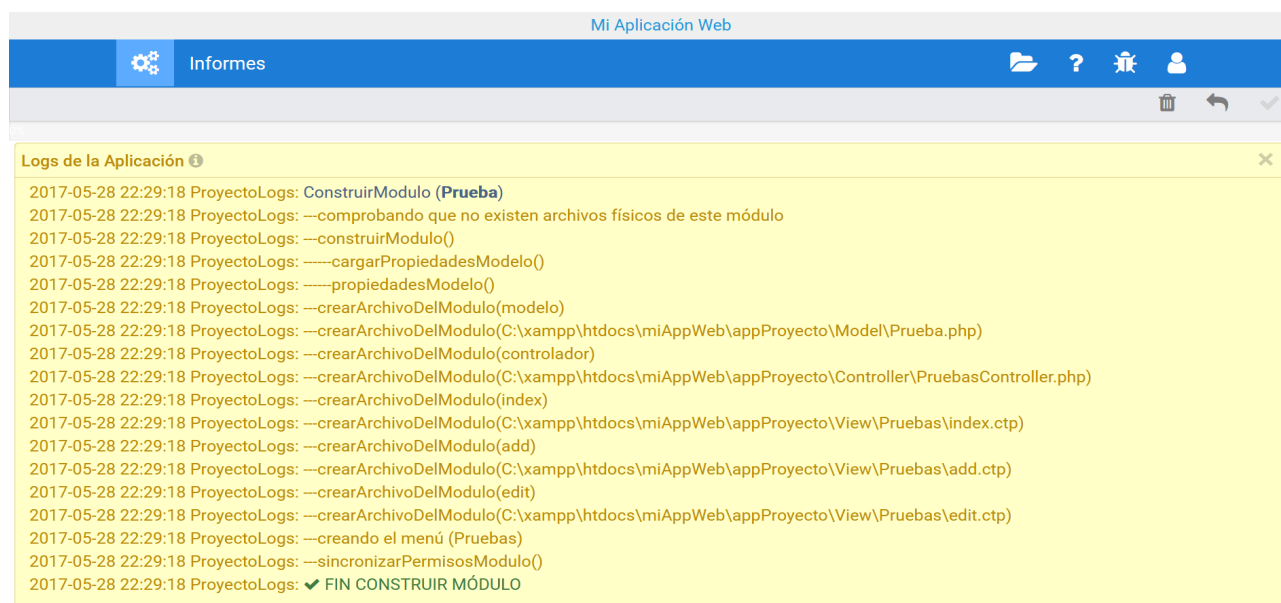 Mi Aplicación Web
Informes
?
Logs de la Aplicación
2017-05-28 22:29:18 ProyectoLogs: ConstruirModulo (Prueba)
2017-05-28 22:29:18 ProyectoLogs: ---comprobando que no existen archivos físicos de este módulo
2017-05-28 22:29:18 ProyectoLogs: ---construirModulo()
2017-05-28 22:29:18 ProyectoLogs: ------cargarPropiedadesModelo()
2017-05-28 22:29:18 ProyectoLogs: ------propiedadesModelo()
2017-05-28 22:29:18 ProyectoLogs: ---crearArchivoDelModulo(modelo)
2017-05-28 22:29:18 ProyectoLogs: ---crearArchivoDelModulo(C:\xampp\htdocs\miAppWeb\appProyecto\Model\Prueba.php)
2017-05-28 22:29:18 ProyectoLogs: ---crearArchivoDelModulo(controlador)
2017-05-28 22:29:18 ProyectoLogs: ---crearArchivoDelModulo(C:\xampp\htdocs\miAppWeb\appProyecto\Controller\PruebasController.php)
2017-05-28 22:29:18 ProyectoLogs: ---crearArchivoDelModulo(index)
2017-05-28 22:29:18 ProyectoLogs: ---crearArchivoDelModulo(C:\xampp\htdocs\miAppWeb\appProyecto\View\Pruebas\index.ctp)
2017-05-28 22:29:18 ProyectoLogs: ---crearArchivoDelModulo(add)
2017-05-28 22:29:18 ProyectoLogs: ---crearArchivoDelModulo(C:\xampp\htdocs\miAppWeb\appProyecto\View\Pruebas\add.ctp)
2017-05-28 22:29:18 ProyectoLogs: ---crearArchivoDelModulo(edit)
2017-05-28 22:29:18 ProyectoLogs: ---crearArchivoDelModulo(C:\xampp\htdocs\miAppWeb\appProyecto\View\Pruebas\edit.ctp)
2017-05-28 22:29:18 ProyectoLogs: ---creando el menú (Pruebas)
2017-05-28 22:29:18 ProyectoLogs: ---sincronizarPermisosModulo()
2017-05-28 22:29:18 ProyectoLogs: ✔ FIN CONSTRUIR MÓDULO